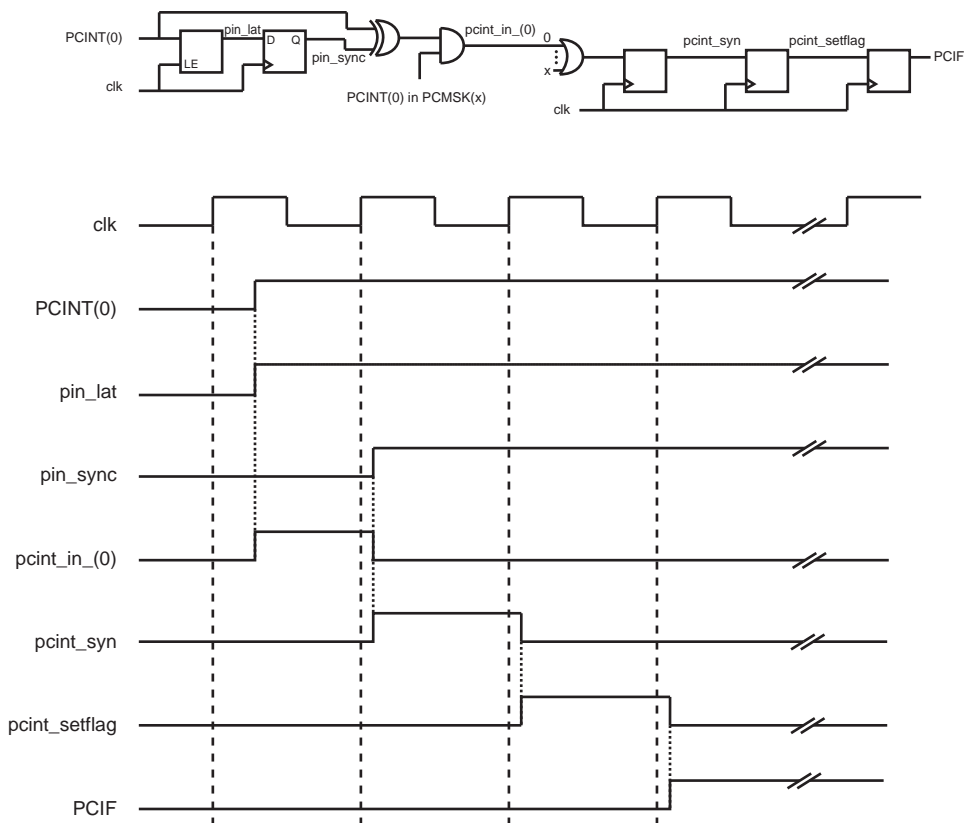 PCINT(0)
pin_lat
D Q
LE
pin_sync
clk
PCINT(0) in PCMSK(x)
pcint_in_(0)
0
x
clk
pcint_syn
pcint_setflag
PCIF
clk
PCINT(0)
pin_lat
pin_sync
pcint_in_(0)
pcint_syn
pcint_setflag
PCIF